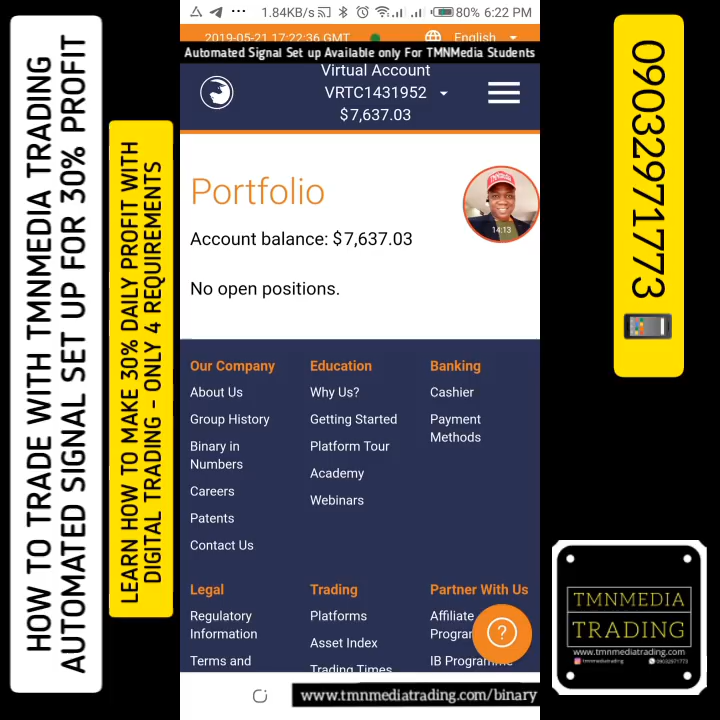 HOW TO TRADE WITH TMNMEDIA TRADING
AUTOMATED SIGNAL SET UP FOR 30% PROFIT
LEARN HOW TO MAKE 30% DAILY PROFIT WITH
DIGITAL TRADING - ONLY 4 REQUIREMENTS
1.84KB/s 80% 6:22 PM
2019-05-21 17:22:36 GMT English
Automated Signal Set up Available only For TMNMedia Students
Virtual Account
VRTC1431952
$7,637.03
Portfolio
14:13
Account balance: $7,637.03
No open positions.
Our Company
About Us
Group History
Binary in
Numbers
Careers
Patents
Contact Us
Education
Why Us?
Getting Started
Platform Tour
Academy
Webinars
Banking
Cashier
Payment
Methods
Legal
Regulatory
Information
Terms and
Trading
Platforms
Asset Index
Trading Times
Partner With Us
Affiliate
Program
IB Programme
?
www.tmnmediatrading.com/binary
09032971773
TMNMEDIA
TRADING
www.tmnmediatrading.com
tmnmediatrading 09032971773